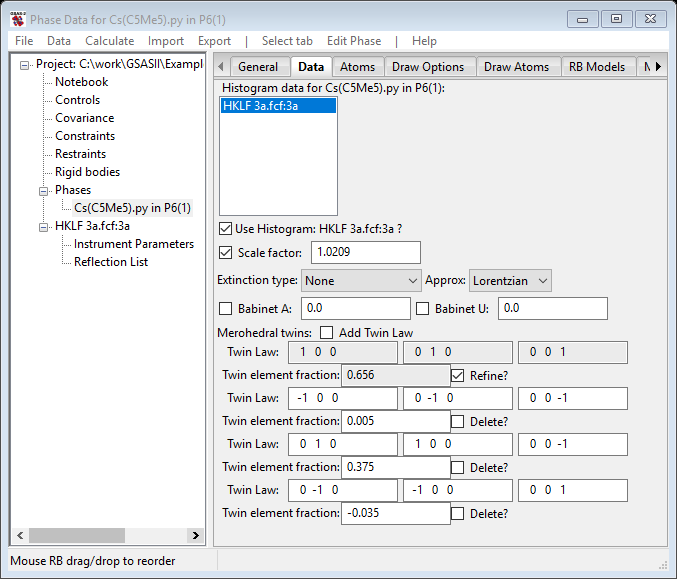 Phase Data for Cs(C5Me5).py in P6(1)
File Data Calculate Import Export | Select tab Edit Phase | Help
Project: C:\work\GSASII\Exampl
Notebook
Controls
Covariance
Constraints
Restraints
Rigid bodies
Phases
Cs(C5Me5).py in P6(1)
HKLF 3a.fcf:3a
Instrument Parameters
Reflection List
General Data Atoms Draw Options Draw Atoms RB Models
Histogram data for Cs(C5Me5).py in P6(1):
HKLF 3a.fcf:3a
Use Histogram: HKLF 3a.fcf:3a ?
Scale factor: 1.0209
Extinction type: None Approx: Lorentzian
Babinet A: 0.0 Babinet U: 0.0
Merohedral twins: Add Twin Law
Twin Law: 1 0 0 0 1 0 0 0 1
Twin element fraction: 0.656 Refine?
Twin Law: -1 0 0 0 -1 0 0 0 -1
Twin element fraction: 0.005 Delete?
Twin Law: 0 1 0 1 0 0 0 0 -1
Twin element fraction: 0.375 Delete?
Twin Law: 0 -1 0 -1 0 0 0 0 1
Twin element fraction: -0.035 Delete?
Mouse RB drag/drop to reorder